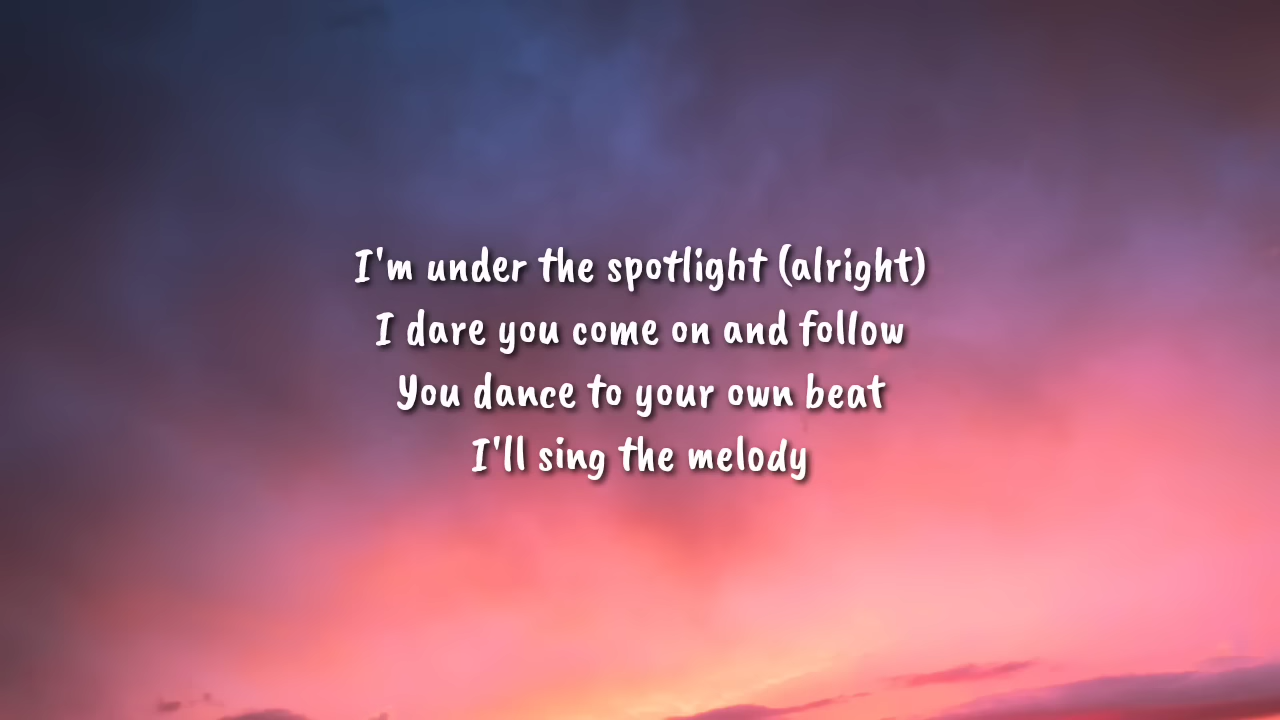 I'm under the spotlight (alright)
I dare you come on and follow
You dance to your own beat
I'll sing the melody